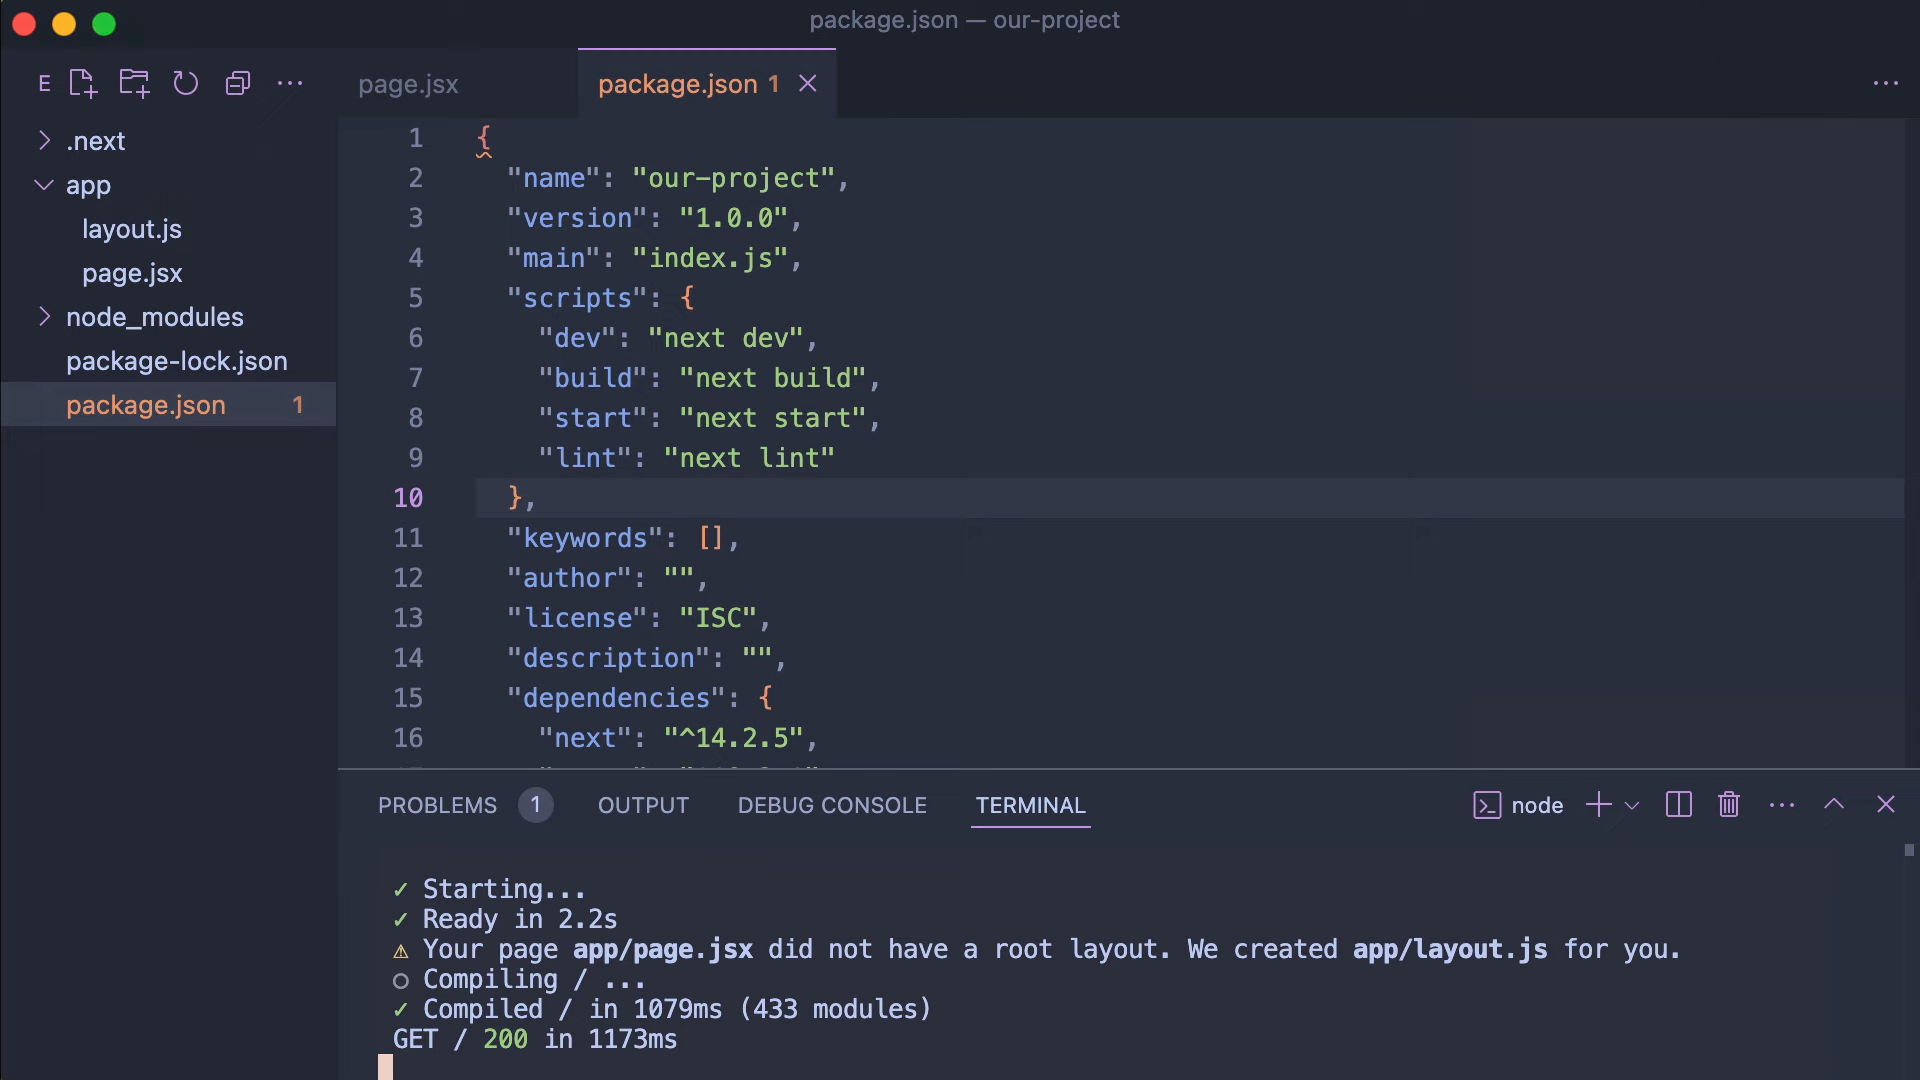 package.json — our-project
E
page.jsx
package.json 1
.next
app
layout.js
page.jsx
node_modules
package-lock.json
package.json 1
1 {
2 "name": "our-project",
3 "version": "1.0.0",
4 "main": "index.js",
5 "scripts": {
6 "dev": "next dev",
7 "build": "next build",
8 "start": "next start",
9 "lint": "next lint"
10 },
11 "keywords": [],
12 "author": "",
13 "license": "ISC",
14 "description": "",
15 "dependencies": {
16 "next": "^14.2.5",
PROBLEMS 1 OUTPUT DEBUG CONSOLE TERMINAL node
✓ Starting...
✓ Ready in 2.2s
⚠ Your page app/page.jsx did not have a root layout. We created app/layout.js for you.
○ Compiling / ...
✓ Compiled / in 1079ms (433 modules)
GET / 200 in 1173ms